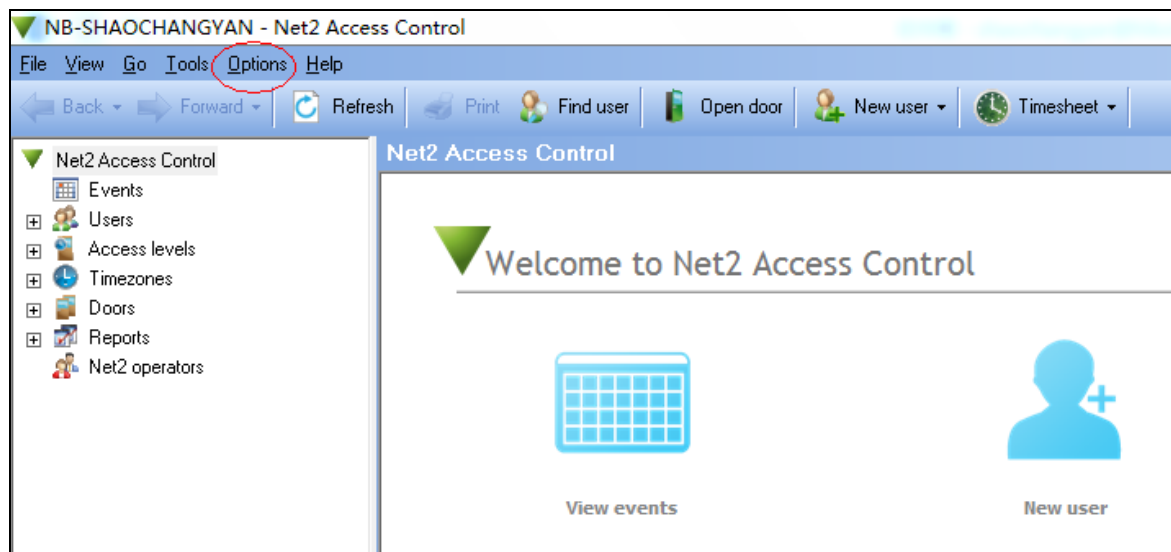 NB-SHAOCHANGYAN - Net2 Access Control
File View Go Tools Options Help
Back Forward Refresh Print Find user Open door New user Timesheet
Net2 Access Control
Events
Users
Access levels
Timezones
Doors
Reports
Net2 operators
Net2 Access Control
Welcome to Net2 Access Control
View events
New user